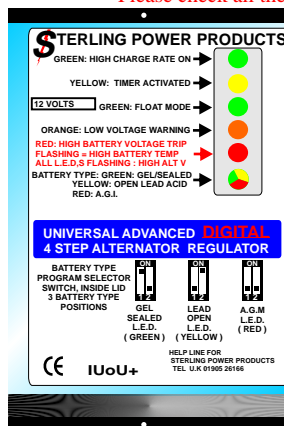 Please check all the
STERLING POWER PRODUCTS
GREEN: HIGH CHARGE RATE ON
YELLOW: TIMER ACTIVATED
12 VOLTS
GREEN: FLOAT MODE
ORANGE: LOW VOLTAGE WARNING
RED: HIGH BATTERY VOLTAGE TRIP
FLASHING = HIGH BATTERY TEMP
ALL L.E.D,S FLASHING : HIGH ALT V
BATTERY TYPE: GREEN: GEL/SEALED
YELLOW: OPEN LEAD ACID
RED: A.G.I.
UNIVERSAL ADVANCED DIGITAL
4 STEP ALTERNATOR REGULATOR
BATTERY TYPE
PROGRAM SELECTOR
SWITCH, INSIDE LID
3 BATTERY TYPE
POSITIONS
ON
1 2
GEL
SEALED
L.E.D.
( GREEN )
ON
1 2
LEAD
OPEN
L.E.D.
( YELLOW )
ON
1 2
A.G.M
L.E.D.
( RED )
CE
IUoU+
HELP LINE FOR
STERLING POWER PRODUCTS
TEL U.K 01905 26166